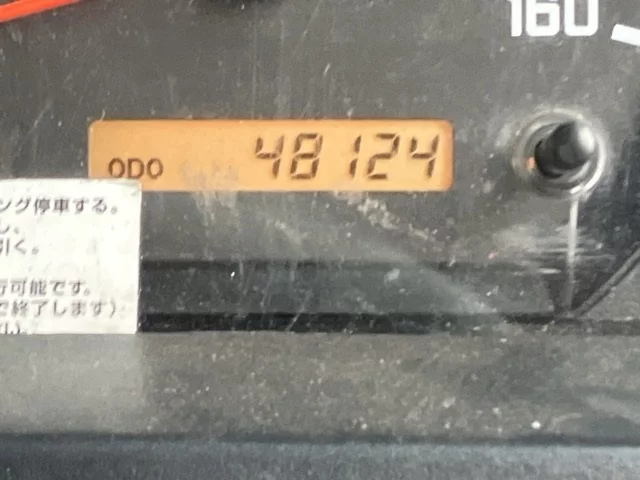 160
ODO 48124
ング停車する。
し、
引く。
行可能です。
で終了します)